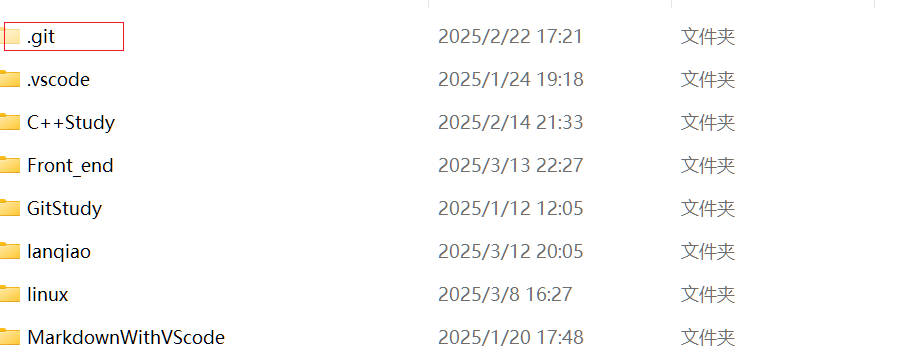 .git 2025/2/22 17:21 文件夹
.vscode 2025/1/24 19:18 文件夹
C++Study 2025/2/14 21:33 文件夹
Front_end 2025/3/13 22:27 文件夹
GitStudy 2025/1/12 12:05 文件夹
lanqiao 2025/3/12 20:05 文件夹
linux 2025/3/8 16:27 文件夹
MarkdownWithVScode 2025/1/20 17:48 文件夹